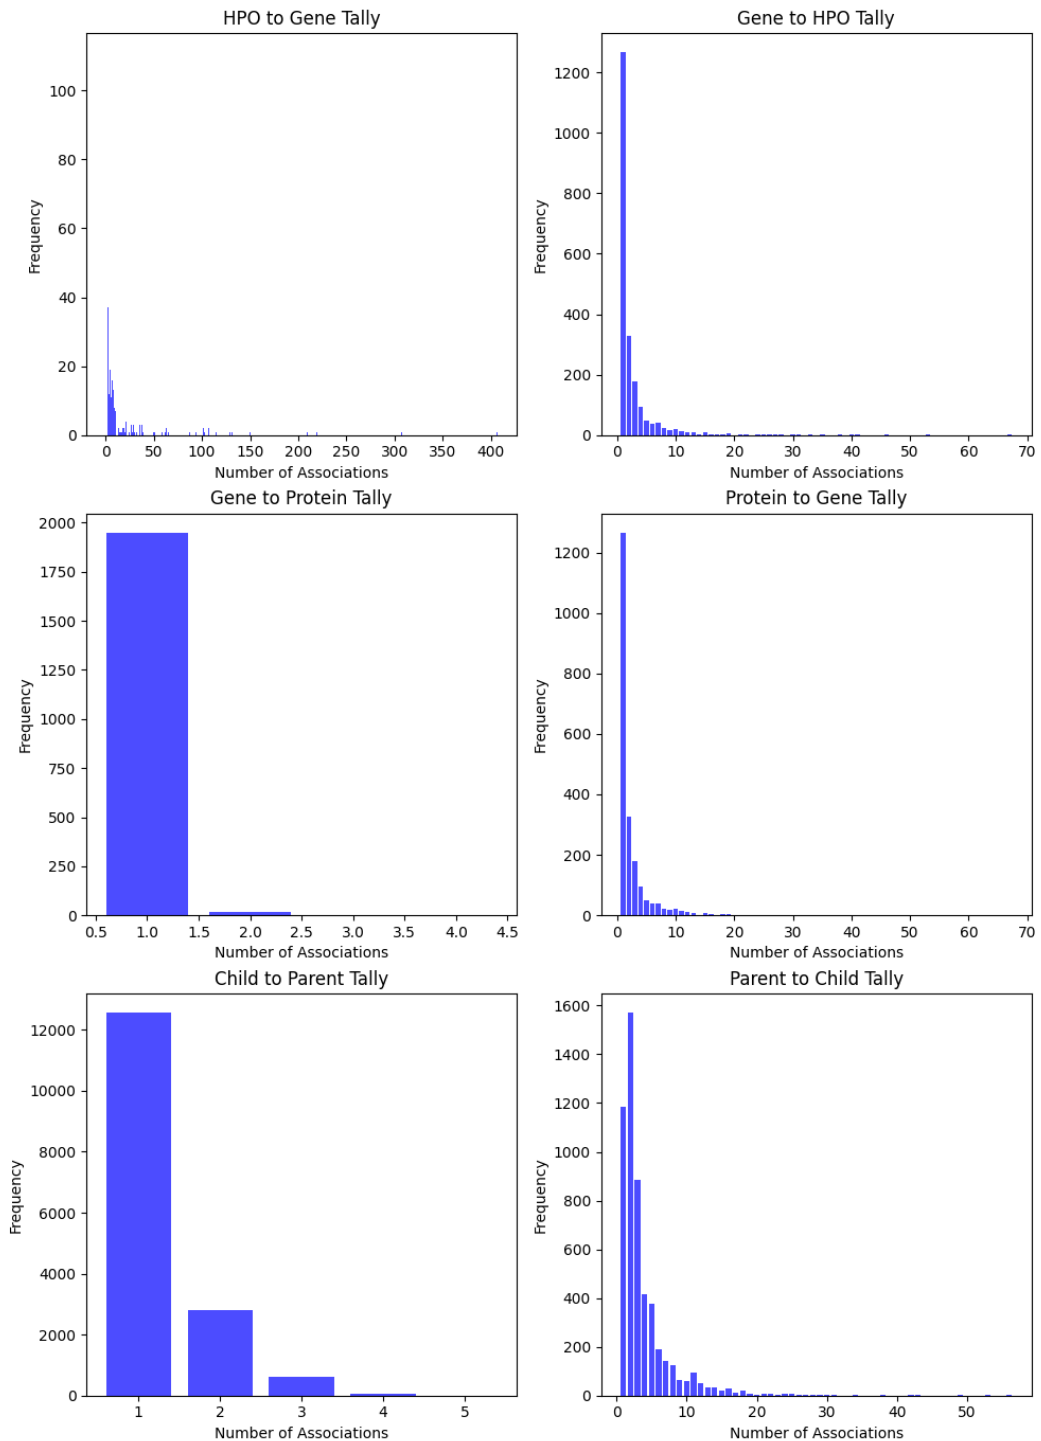 HPO to Gene Tally
Frequency
100
80
60
40
20
0
0 50 100 150 200 250 300 350 400
Number of Associations
Gene to HPO Tally
Frequency
1200
1000
800
600
400
200
0
0 10 20 30 40 50 60 70
Number of Associations
Gene to Protein Tally
Frequency
2000
1750
1500
1250
1000
750
500
250
0
0.5 1.0 1.5 2.0 2.5 3.0 3.5 4.0 4.5
Number of Associations
Protein to Gene Tally
Frequency
1200
1000
800
600
400
200
0
0 10 20 30 40 50 60 70
Number of Associations
Child to Parent Tally
Frequency
12000
10000
8000
6000
4000
2000
0
1 2 3 4 5
Number of Associations
Parent to Child Tally
Frequency
1600
1400
1200
1000
800
600
400
200
0
0 10 20 30 40 50
Number of Associations